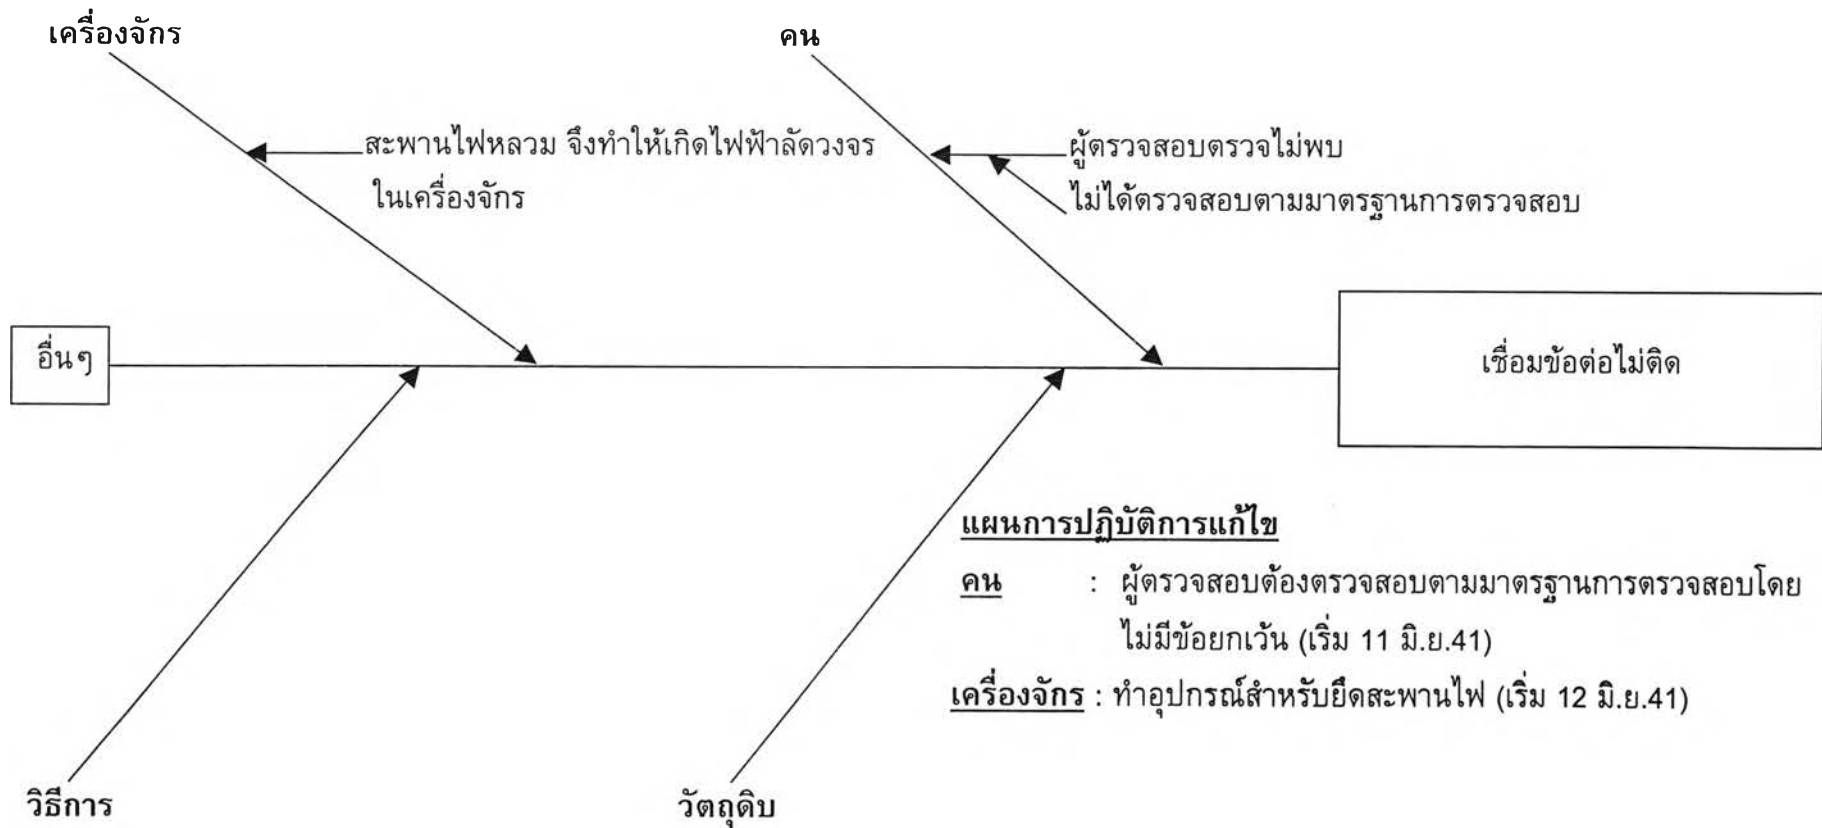 เครื่องจักร
คน
สะพานไฟหลวม จึงทำให้เกิดไฟฟ้าลัดวงจร
ในเครื่องจักร
ผู้ตรวจสอบตรวจไม่พบ
ไม่ได้ตรวจสอบตามมาตรฐานการตรวจสอบ
อื่นๆ
เชื่อมข้อต่อไม่ติด
แผนการปฏิบัติการแก้ไข
คน : ผู้ตรวจสอบต้องตรวจสอบตามมาตรฐานการตรวจสอบโดย
ไม่มีข้อยกเว้น (เริ่ม 11 มิ.ย.41)
เครื่องจักร : ทำอุปกรณ์สำหรับยึดสะพานไฟ (เริ่ม 12 มิ.ย.41)
วิธีการ
วัตถุดิบ